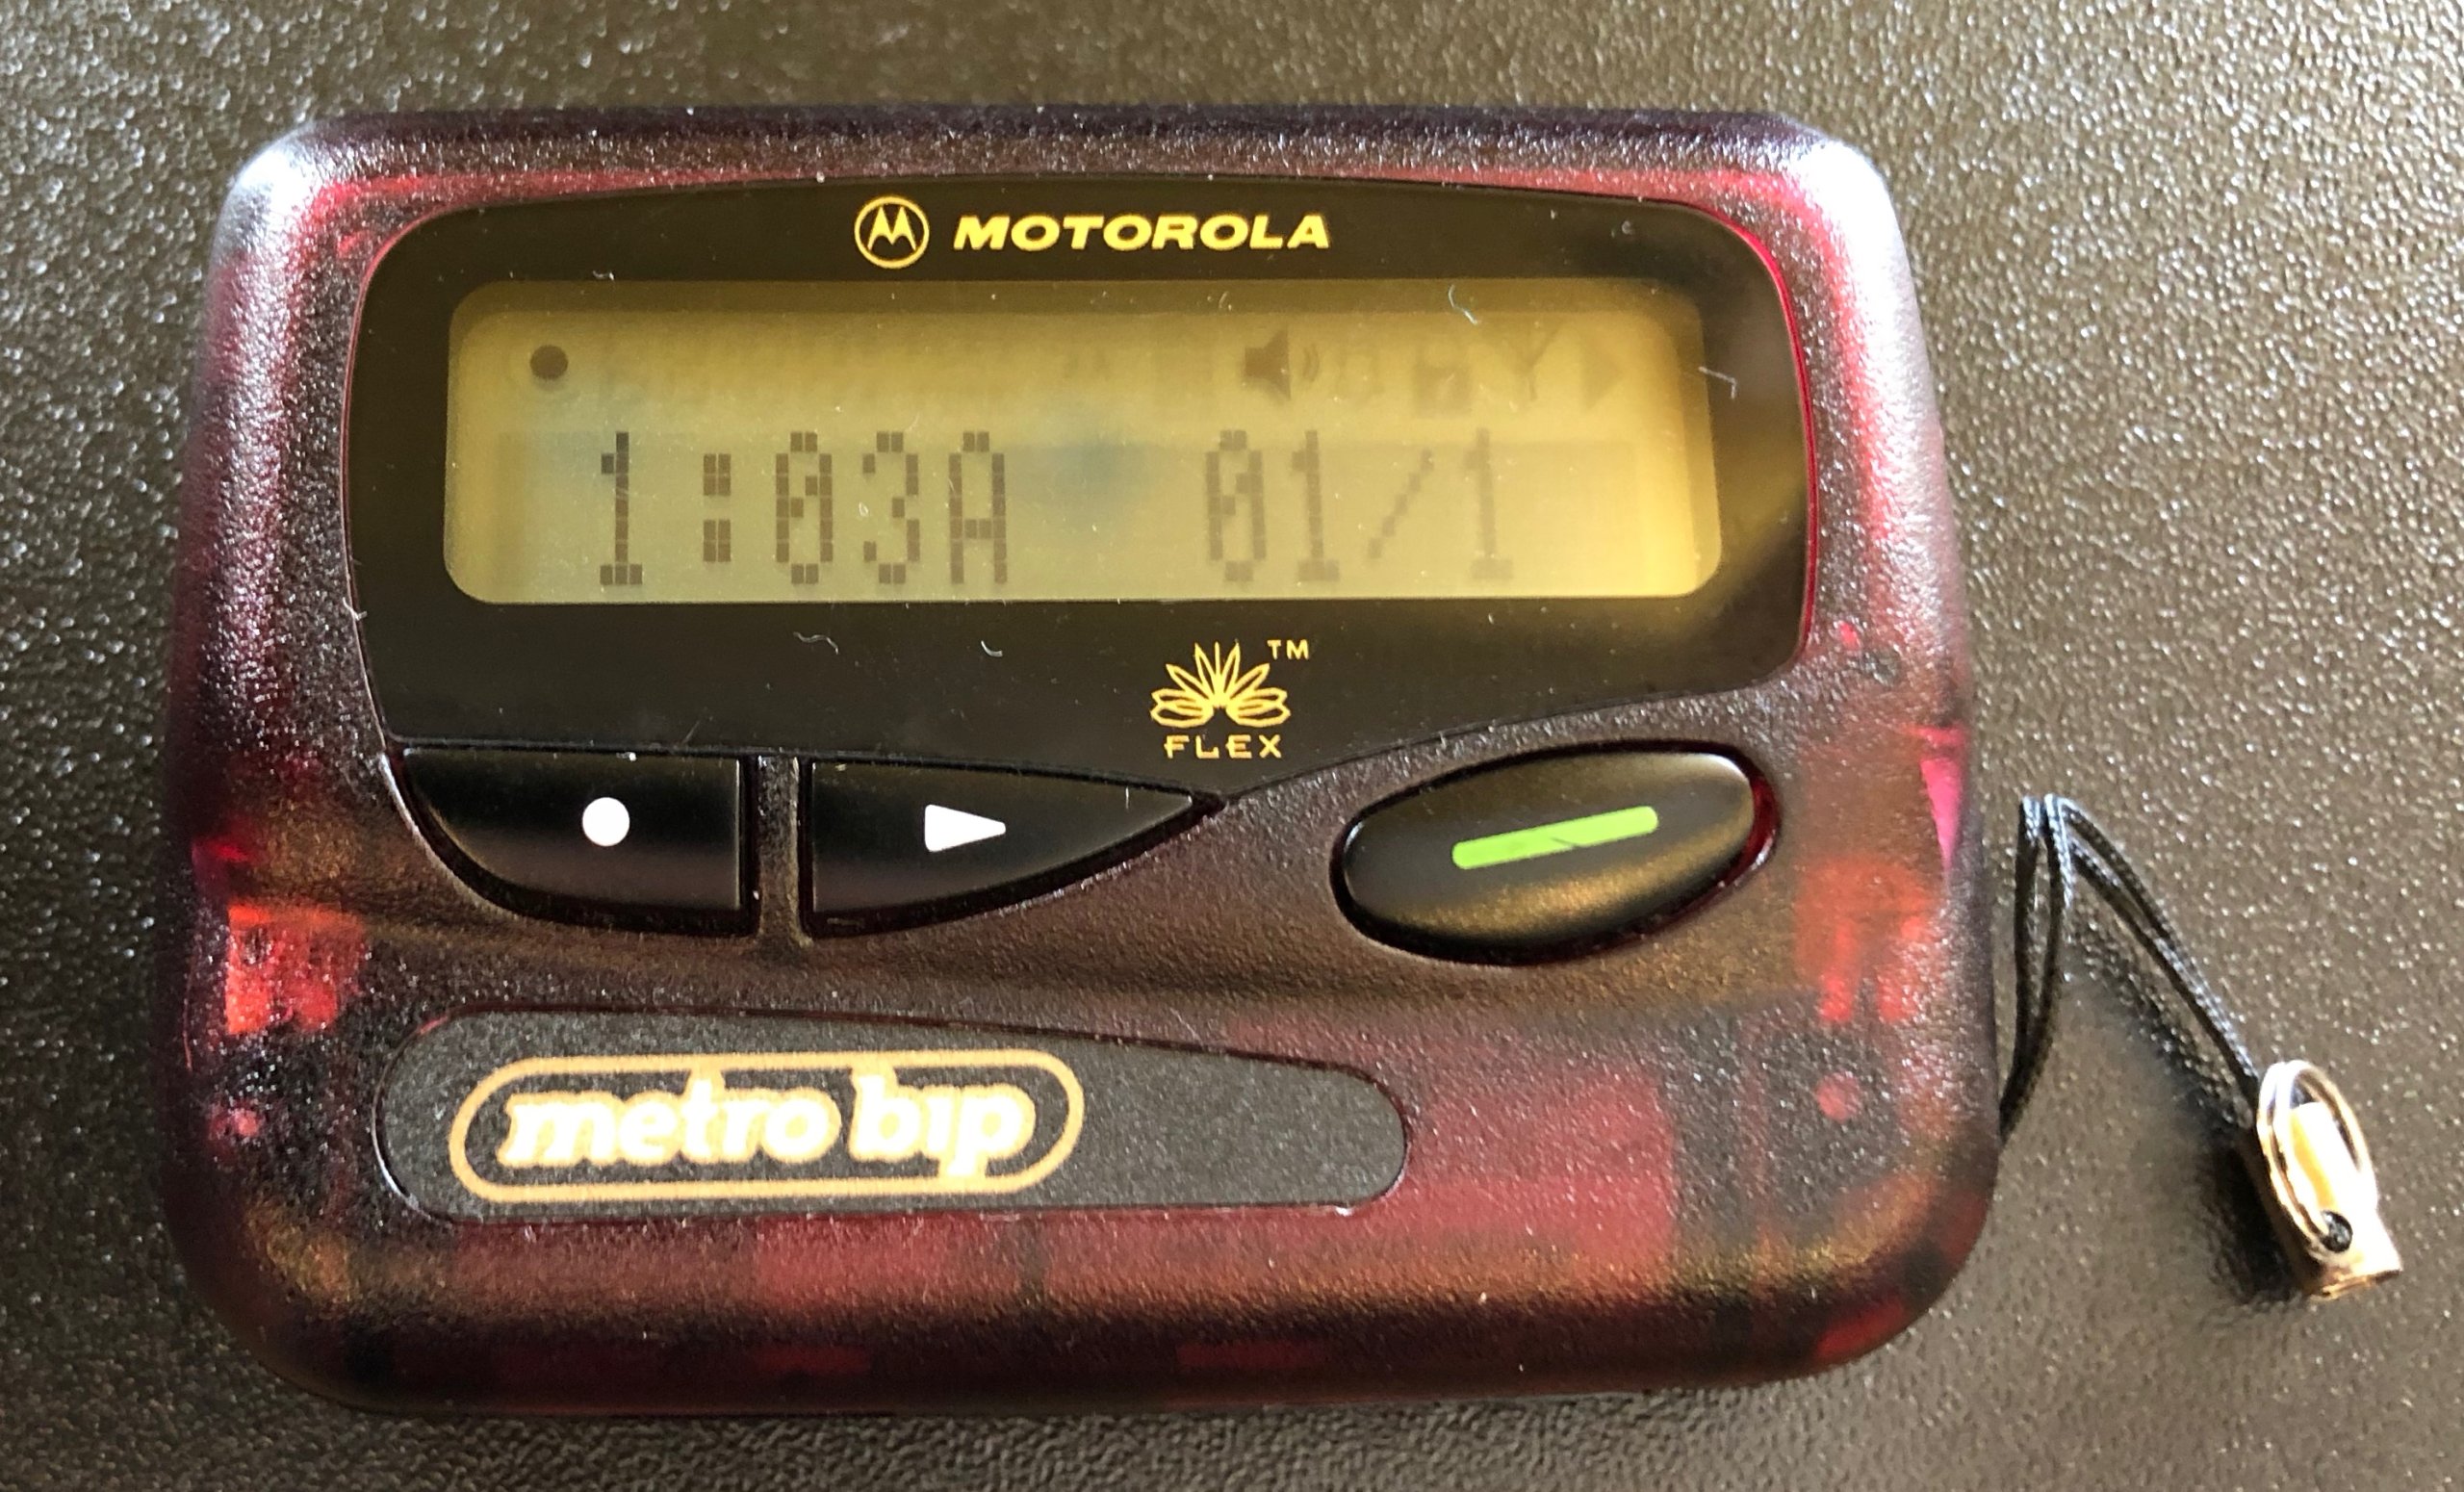 MOTOROLA
1:03A 01/1
TM
FLEX
metro bip